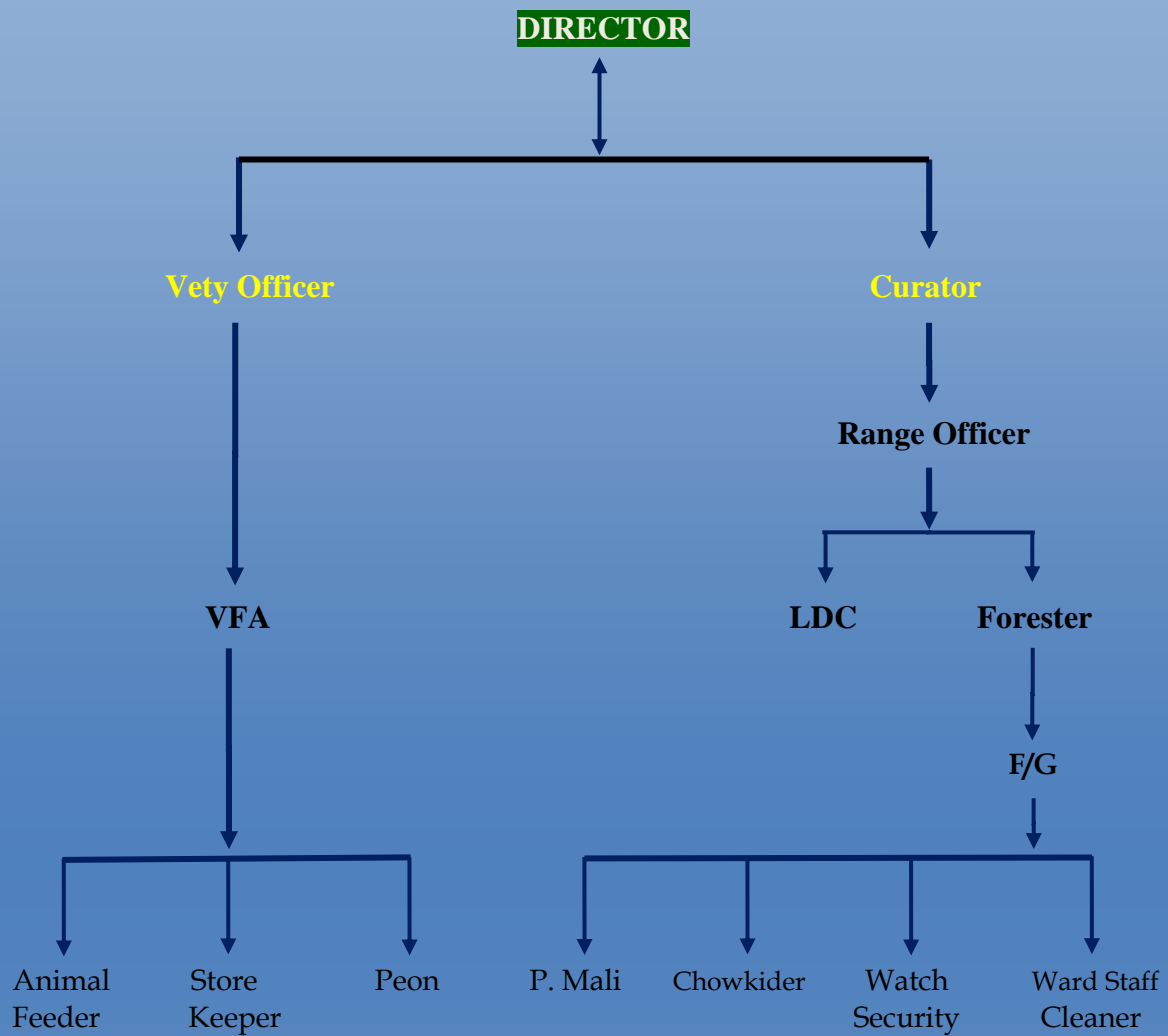 DIRECTOR
Vety Officer
Curator
Range Officer
VFA
LDC
Forester
F/G
Animal
Feeder
Store
Keeper
Peon
P. Mali
Chowkider
Watch
Security
Ward Staff
Cleaner